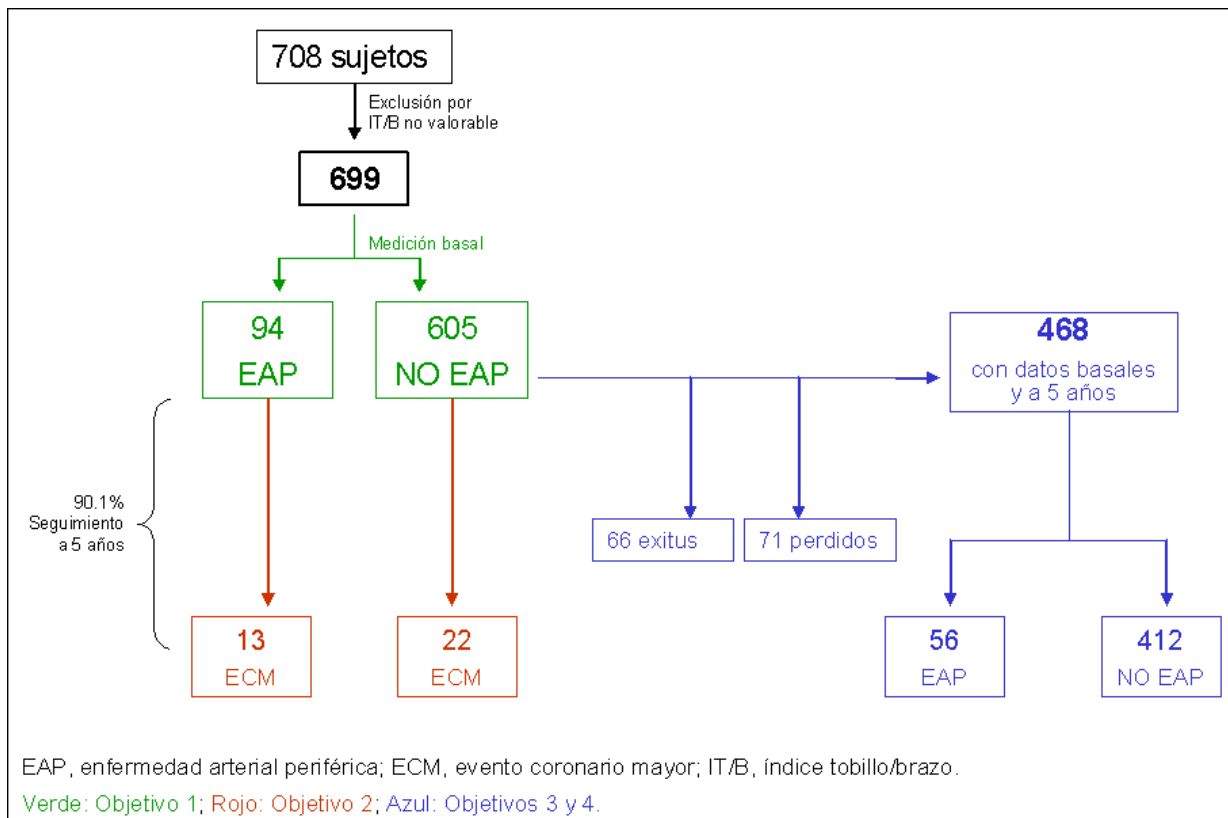 708 sujetos
Exclusión por
IT/B no valorable
699
Medición basal
94
EAP
605
NO EAP
468
con datos basales
y a 5 años
90.1%
Seguimiento
a 5 años
66 exitus
71 perdidos
13
ECM
22
ECM
56
EAP
412
NO EAP
EAP, enfermedad arterial periférica; ECM, evento coronario mayor; IT/B, índice tobillo/brazo.
Verde: Objetivo 1; Rojo: Objetivo 2; Azul: Objetivos 3 y 4.